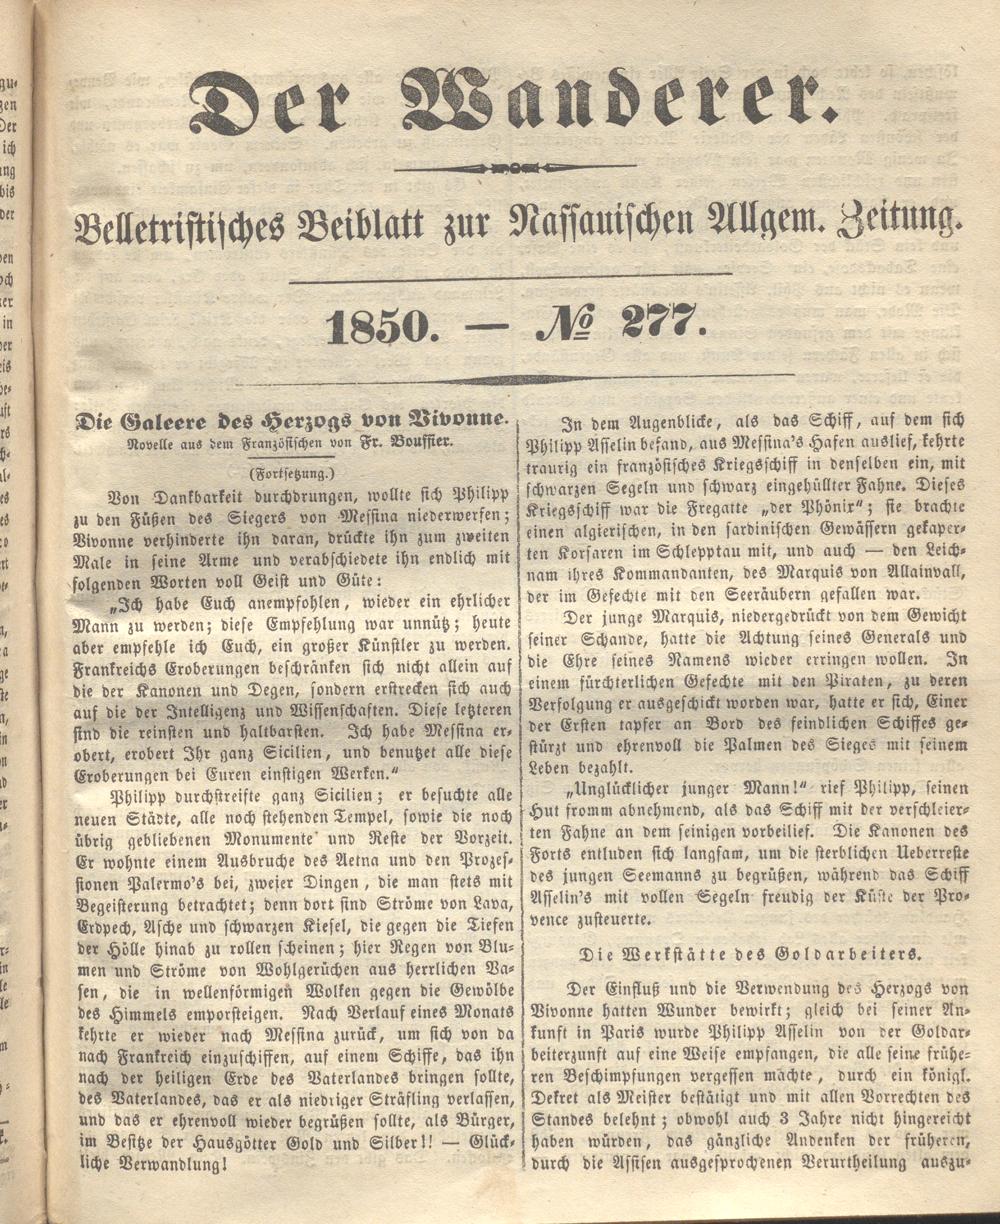 Der Wanderer.
Belletristisches Beiblatt zur Nassauischen Allgem. Zeitung.
1850. — № 277.
Die Galeere des Herzogs von Vivonne.
Novelle aus dem Französischen von Fr. Bouffier.
(Fortsetzung.)
Von Dankbarkeit durchdrungen, wollte sich Philipp
zu den Füßen des Siegers von Messina niederwerfen;
Vivonne verhinderte ihn daran, drückte ihn zum zweiten
Male in seine Arme und verabschiedete ihn endlich mit
folgenden Worten voll Geist und Güte:
„Ich habe Euch anempfohlen, wieder ein ehrlicher
Mann zu werden; diese Empfehlung war unnütz; heute
aber empfehle ich Euch, ein großer Künstler zu werden.
Frankreichs Eroberungen beschränken sich nicht allein auf
die der Kanonen und Degen, sondern erstrecken sich auch
auf die der Intelligenz und Wissenschaften. Diese letzteren
sind die reinsten und haltbarsten. Ich habe Messina er-
obert, erobert Ihr ganz Sicilien, und benutzet alle diese
Eroberungen bei Euren einstigen Werken.“
Philipp durchstreifte ganz Sicilien; er besuchte alle
neuen Städte, alle noch stehenden Tempel, sowie die noch
übrig gebliebenen Monumente und Reste der Vorzeit.
Er wohnte einem Ausbruche des Aetna und den Prozes-
sionen Palermo's bei, zweier Dingen, die man stets mit
Begeisterung betrachtet; denn dort sind Ströme von Lava,
Erdpech, Asche und schwarzen Kiesel, die gegen die Tiefen
der Hölle hinab zu rollen scheinen; hier Regen von Blu-
men und Ströme von Wohlgerüchen aus herrlichen Va-
sen, die in wellenförmigen Wolken gegen die Gewölbe
des Himmels emporsteigen. Nach Verlauf eines Monats
kehrte er wieder nach Messina zurück, um sich von da
nach Frankreich einzuschiffen, auf einem Schiffe, das ihn
nach der heiligen Erde des Vaterlandes bringen sollte,
des Vaterlandes, das er als niedriger Sträfling verlassen,
und das er ehrenvoll wieder begrüßen sollte, als Bürger,
im Besitze der Hausgötter Gold und Silber!! — Glück-
liche Verwandlung!
In dem Augenblicke, als das Schiff, auf dem sich
Philipp Asselin befand, aus Messina's Hafen auslief, kehrte
traurig ein französisches Kriegsschiff in denselben ein, mit
schwarzen Segeln und schwarz eingehüllter Fahne. Dieses
Kriegsschiff war die Fregatte „der Phönix“; sie brachte
einen algierischen, in den sardinischen Gewässern gekaper-
ten Korsaren im Schlepptau mit, und auch — den Leich-
nam ihres Kommandanten, des Marquis von Allainvall,
der im Gefechte mit den Seeräubern gefallen war.
Der junge Marquis, niedergedrückt von dem Gewicht
seiner Schande, hatte die Achtung seines Generals und
die Ehre seines Namens wieder erringen wollen. In
einem fürchterlichen Gefechte mit den Piraten, zu deren
Verfolgung er ausgeschickt worden war, hatte er sich, Einer
der Ersten tapfer an Bord des feindlichen Schiffes ge-
stürzt und ehrenvoll die Palmen des Sieges mit seinem
Leben bezahlt.
„Unglücklicher junger Mann!“ rief Philipp, seinen
Hut fromm abnehmend, als das Schiff mit der verschleier-
ten Fahne an dem seinigen vorbeilief. Die Kanonen des
Forts entluden sich langsam, um die sterblichen Ueberreste
des jungen Seemanns zu begrüßen, während das Schiff
Asselin's mit vollen Segeln freudig der Küste der Pro-
vence zusteuerte.
Die Werkstätte des Goldarbeiters.
Der Einfluß und die Verwendung des Herzogs von
Vivonne hatten Wunder bewirkt; gleich bei seiner An-
kunft in Paris wurde Philipp Asselin von der Goldar-
beiterzunft auf eine Weise empfangen, die alle seine frühe-
ren Beschimpfungen vergessen machte, durch ein königl.
Dekret als Meister bestätigt und mit allen Vorrechten des
Standes belehnt; obwohl auch 3 Jahre nicht hingereicht
haben würden, das gänzliche Andenken der früheren,
durch die Assisen ausgesprochenen Verurtheilung auszu-